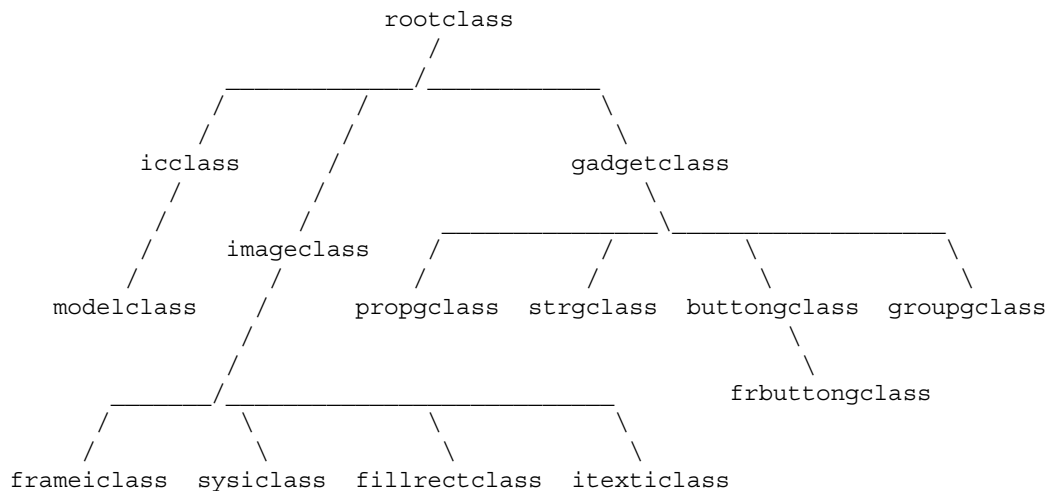 rootclass
icclass gadgetclass
imageclass
modelclass propgclass strgclass buttongclass groupgclass
frbuttongclass
frameiclass sysiclass fillrectclass itexticlass